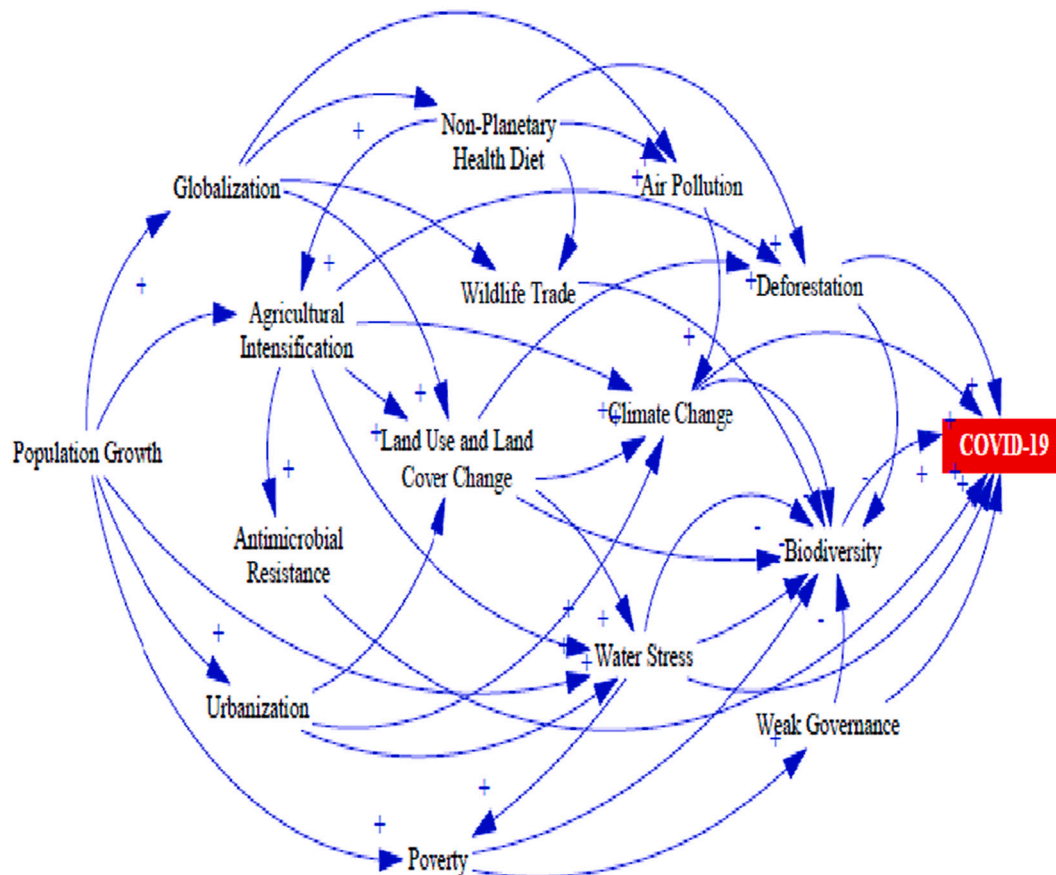 Non-Planetary
Health Diet
Globalization
Air Pollution
Wildlife Trade
Deforestation
Agricultural
Intensification
Climate Change
Land Use and Land
Cover Change
COVID-19
Population Growth
Antimicrobial
Resistance
Biodiversity
Water Stress
Urbanization
Weak Governance
Poverty